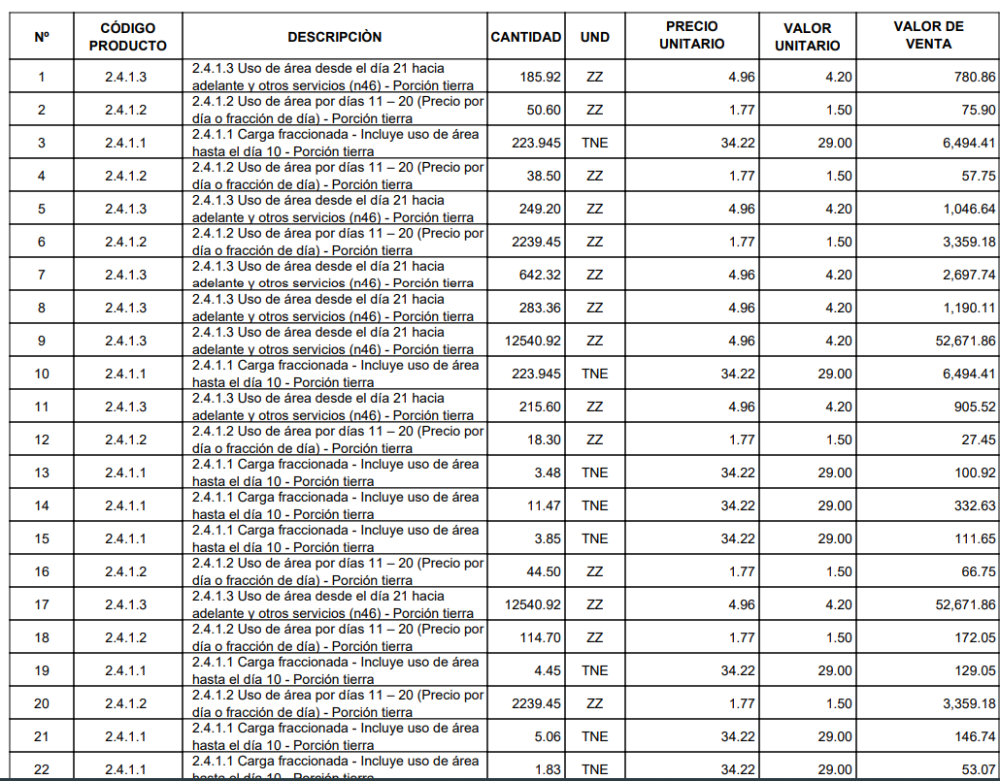 Nº CÓDIGO PRODUCTO DESCRIPCIÒN CANTIDAD UND PRECIO UNITARIO VALOR UNITARIO VALOR DE VENTA
1 2.4.1.3 2.4.1.3 Uso de área desde el día 21 hacia
adelante y otros servicios (n46) - Porción tierra 185.92 ZZ 4.96 4.20 780.86
2 2.4.1.2 2.4.1.2 Uso de área por días 11 – 20 (Precio por
día o fracción de día) - Porción tierra 50.60 ZZ 1.77 1.50 75.90
3 2.4.1.1 2.4.1.1 Carga fraccionada - Incluye uso de área
hasta el día 10 - Porción tierra 223.945 TNE 34.22 29.00 6,494.41
4 2.4.1.2 2.4.1.2 Uso de área por días 11 – 20 (Precio por
día o fracción de día) - Porción tierra 38.50 ZZ 1.77 1.50 57.75
5 2.4.1.3 2.4.1.3 Uso de área desde el día 21 hacia
adelante y otros servicios (n46) - Porción tierra 249.20 ZZ 4.96 4.20 1,046.64
6 2.4.1.2 2.4.1.2 Uso de área por días 11 – 20 (Precio por
día o fracción de día) - Porción tierra 2239.45 ZZ 1.77 1.50 3,359.18
7 2.4.1.3 2.4.1.3 Uso de área desde el día 21 hacia
adelante y otros servicios (n46) - Porción tierra 642.32 ZZ 4.96 4.20 2,697.74
8 2.4.1.3 2.4.1.3 Uso de área desde el día 21 hacia
adelante y otros servicios (n46) - Porción tierra 283.36 ZZ 4.96 4.20 1,190.11
9 2.4.1.3 2.4.1.3 Uso de área desde el día 21 hacia
adelante y otros servicios (n46) - Porción tierra 12540.92 ZZ 4.96 4.20 52,671.86
10 2.4.1.1 2.4.1.1 Carga fraccionada - Incluye uso de área
hasta el día 10 - Porción tierra 223.945 TNE 34.22 29.00 6,494.41
11 2.4.1.3 2.4.1.3 Uso de área desde el día 21 hacia
adelante y otros servicios (n46) - Porción tierra 215.60 ZZ 4.96 4.20 905.52
12 2.4.1.2 2.4.1.2 Uso de área por días 11 – 20 (Precio por
día o fracción de día) - Porción tierra 18.30 ZZ 1.77 1.50 27.45
13 2.4.1.1 2.4.1.1 Carga fraccionada - Incluye uso de área
hasta el día 10 - Porción tierra 3.48 TNE 34.22 29.00 100.92
14 2.4.1.1 2.4.1.1 Carga fraccionada - Incluye uso de área
hasta el día 10 - Porción tierra 11.47 TNE 34.22 29.00 332.63
15 2.4.1.1 2.4.1.1 Carga fraccionada - Incluye uso de área
hasta el día 10 - Porción tierra 3.85 TNE 34.22 29.00 111.65
16 2.4.1.2 2.4.1.2 Uso de área por días 11 – 20 (Precio por
día o fracción de día) - Porción tierra 44.50 ZZ 1.77 1.50 66.75
17 2.4.1.3 2.4.1.3 Uso de área desde el día 21 hacia
adelante y otros servicios (n46) - Porción tierra 12540.92 ZZ 4.96 4.20 52,671.86
18 2.4.1.2 2.4.1.2 Uso de área por días 11 – 20 (Precio por
día o fracción de día) - Porción tierra 114.70 ZZ 1.77 1.50 172.05
19 2.4.1.1 2.4.1.1 Carga fraccionada - Incluye uso de área
hasta el día 10 - Porción tierra 4.45 TNE 34.22 29.00 129.05
20 2.4.1.2 2.4.1.2 Uso de área por días 11 – 20 (Precio por
día o fracción de día) - Porción tierra 2239.45 ZZ 1.77 1.50 3,359.18
21 2.4.1.1 2.4.1.1 Carga fraccionada - Incluye uso de área
hasta el día 10 - Porción tierra 5.06 TNE 34.22 29.00 146.74
22 2.4.1.1 2.4.1.1 Carga fraccionada - Incluye uso de área
hasta el día 10 - Porción tierra 1.83 TNE 34.22 29.00 53.07